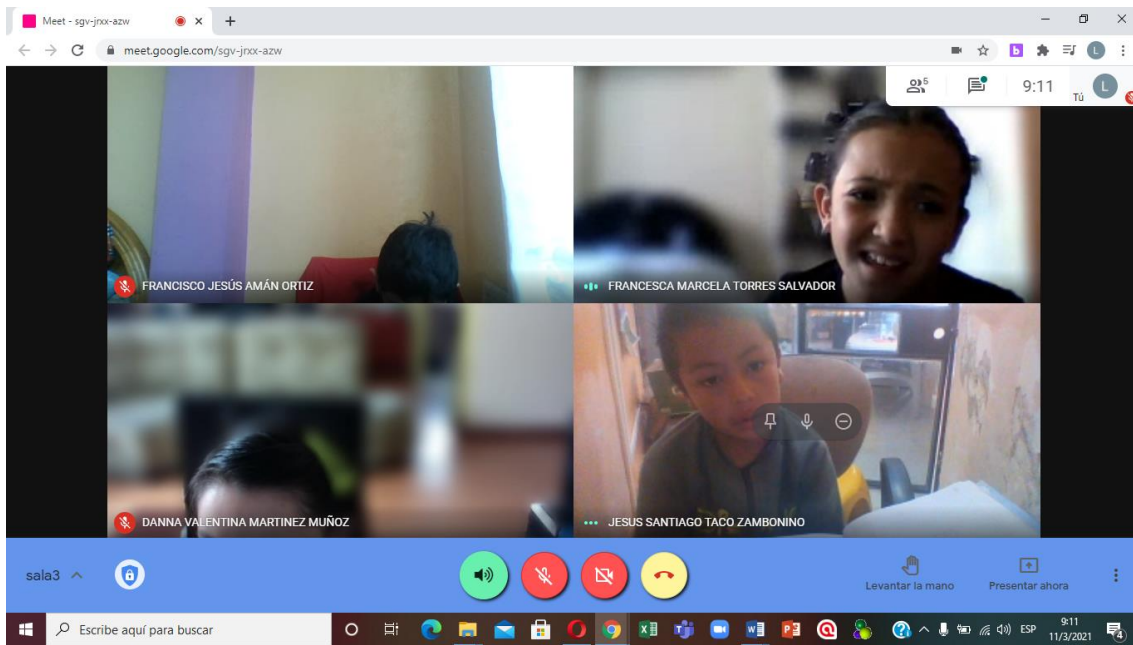 Meet - sgv-jrxx-azw
meet.google.com/sgv-jrxx-azw
b
L
5
9:11
Tú
L
FRANCISCO JESÚS AMÁN ORTIZ
FRANCESCA MARCELA TORRES SALVADOR
DANNA VALENTINA MARTINEZ MUÑOZ
JESUS SANTIAGO TACO ZAMBONINO
sala3
Levantar la mano
Presentar ahora
Escribe aquí para buscar
ESP
9:11
11/3/2021
4